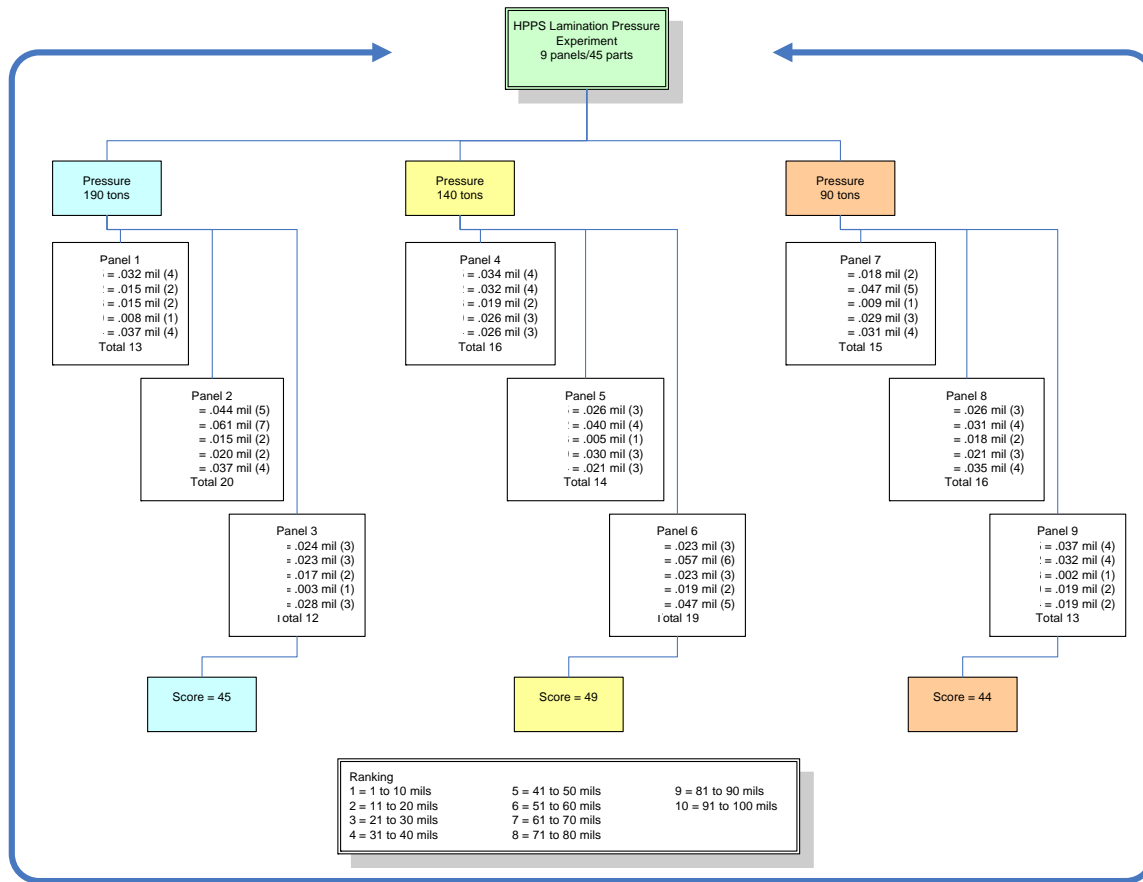 HPPS Lamination Pressure
Experiment
9 panels/45 parts
Pressure
190 tons
Pressure
140 tons
Pressure
90 tons
Panel 1
= .032 mil (4)
= .015 mil (2)
= .015 mil (2)
= .008 mil (1)
= .037 mil (4)
Total 13
Panel 4
= .034 mil (4)
= .032 mil (4)
= .019 mil (2)
= .026 mil (3)
= .026 mil (3)
Total 16
Panel 7
= .018 mil (2)
= .047 mil (5)
= .009 mil (1)
= .029 mil (3)
= .031 mil (4)
Total 15
Panel 2
= .044 mil (5)
= .061 mil (7)
= .015 mil (2)
= .020 mil (2)
= .037 mil (4)
Total 20
Panel 5
= .026 mil (3)
= .040 mil (4)
= .005 mil (1)
= .030 mil (3)
= .021 mil (3)
Total 14
Panel 8
= .026 mil (3)
= .031 mil (4)
= .018 mil (2)
= .021 mil (3)
= .035 mil (4)
Total 16
Panel 3
= .024 mil (3)
= .023 mil (3)
= .017 mil (2)
= .003 mil (1)
= .028 mil (3)
Total 12
Panel 6
= .023 mil (3)
= .057 mil (6)
= .023 mil (3)
= .019 mil (2)
= .047 mil (5)
Total 19
Panel 9
= .037 mil (4)
= .032 mil (4)
= .002 mil (1)
= .019 mil (2)
= .019 mil (2)
Total 13
Score = 45
Score = 49
Score = 44
Ranking
1 = 1 to 10 mils
2 = 11 to 20 mils
3 = 21 to 30 mils
4 = 31 to 40 mils
5 = 41 to 50 mils
6 = 51 to 60 mils
7 = 61 to 70 mils
8 = 71 to 80 mils
9 = 81 to 90 mils
10 = 91 to 100 mils